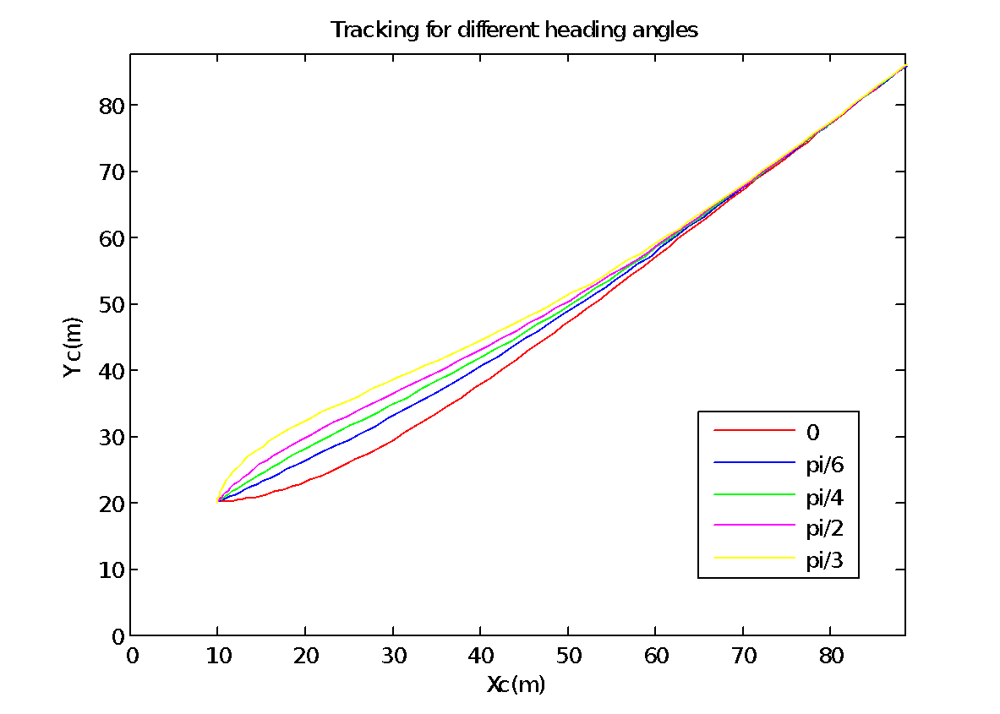 Tracking for different heading angles
80
70
60
50
40
30
20
10
0
Yc(m)
0
pi/6
pi/4
pi/2
pi/3
0 10 20 30 40 50 60 70 80
Xc(m)